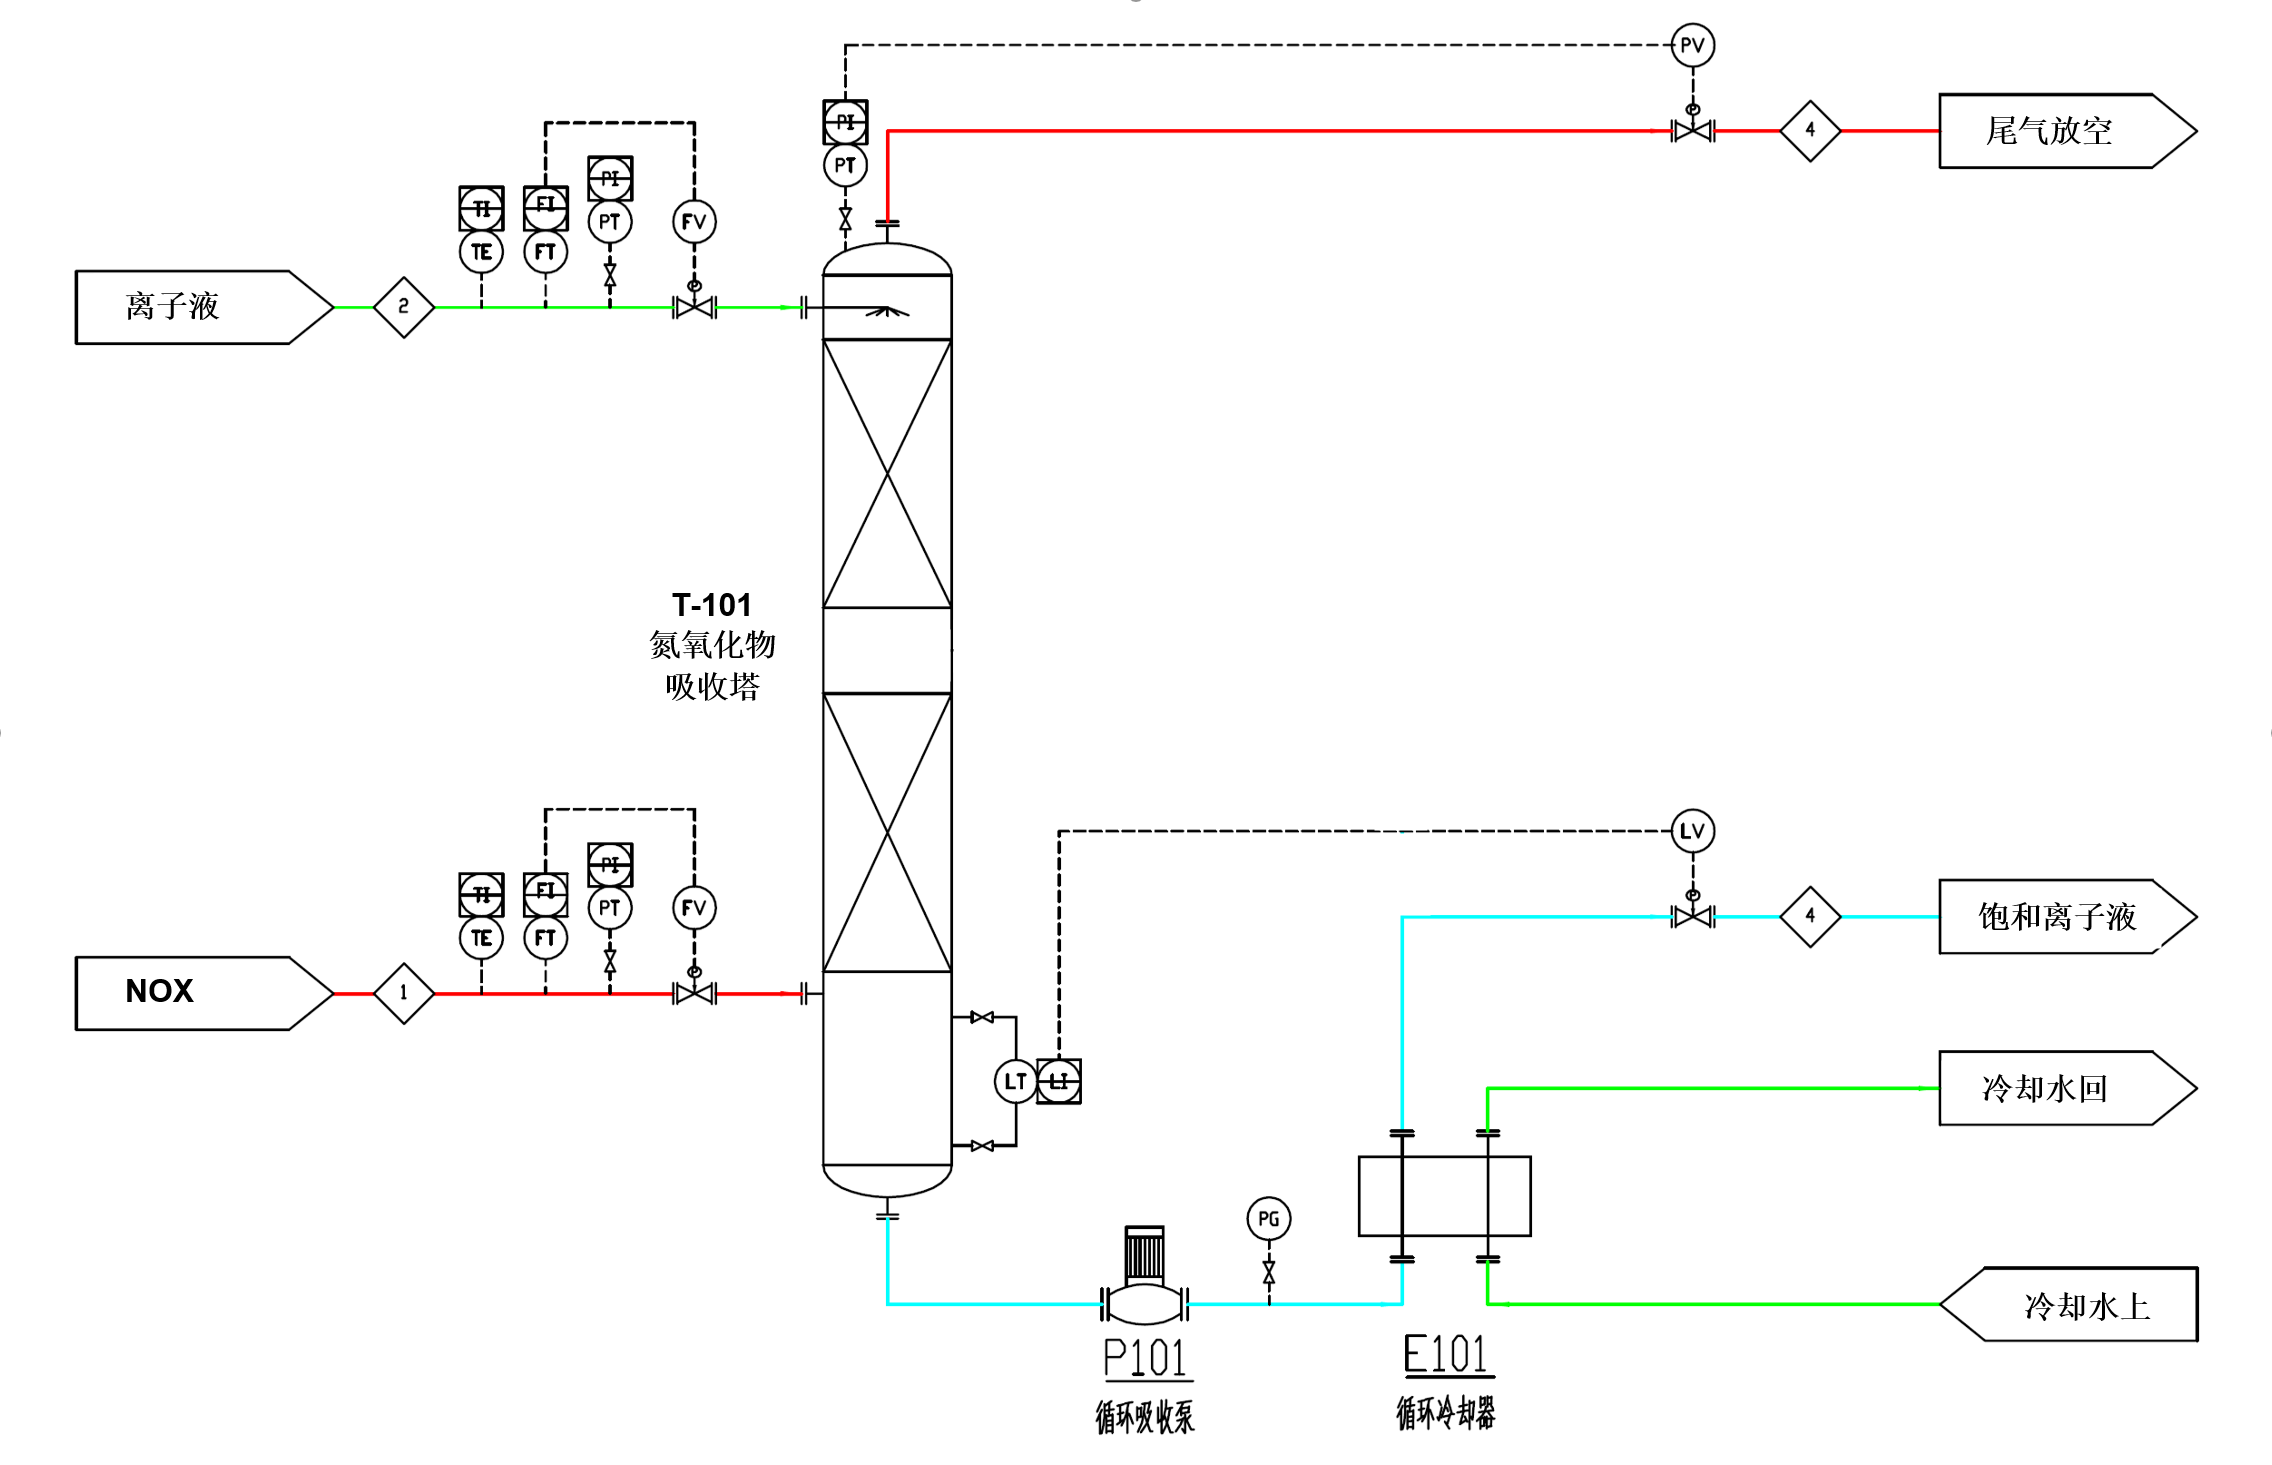 PV
PI
PT
4
尾气放空
PI
TI
FI
PT
FV
TE
FT
离子液
2
T-101
氮氧化物
吸收塔
LV
PI
TI
FI
PT
FV
TE
FT
4
饱和离子液
NOX
1
LT
LI
冷却水回
PG
冷却水上
P101
循环吸收泵
E101
循环冷却器